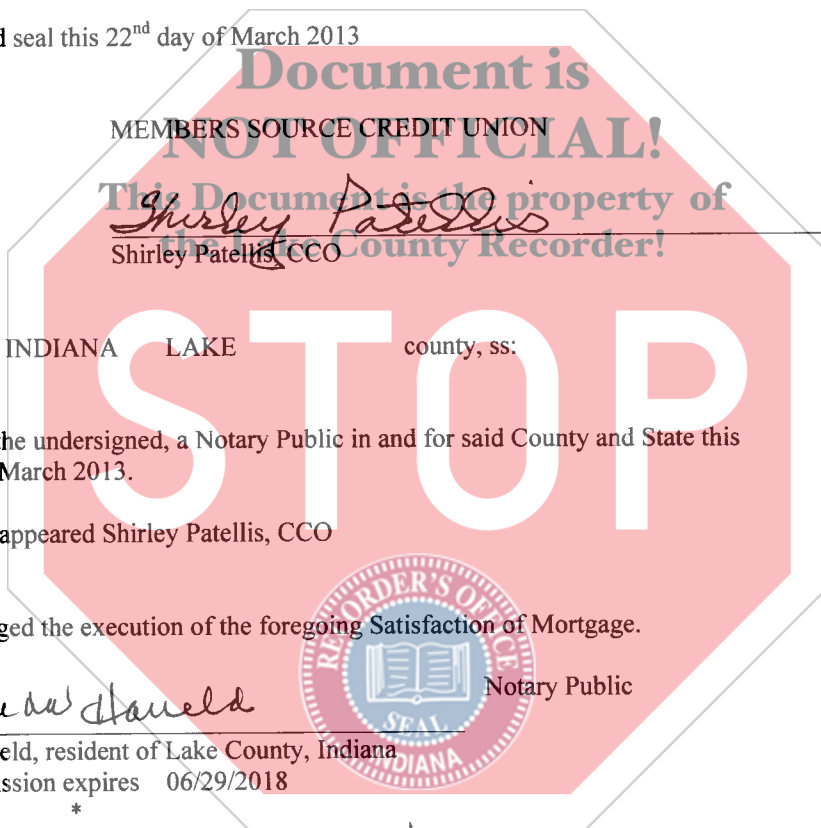 d seal this 22nd day of March 2013
Document is
MEMBERS SOURCE CREDIT UNION
NOT OFFICIAL!
This Document is the property of
Shirley Patellis
the Lake County Recorder!
Shirley Patellis, CCO
INDIANA LAKE county, ss:
STOP
he undersigned, a Notary Public in and for said County and State this
March 2013.
appeared Shirley Patellis, CCO
RECORDER'S OFFICE
ged the execution of the foregoing Satisfaction of Mortgage.
Notary Public
SEAL
eld, resident of Lake County, Indiana
INDIANA
ssion expires 06/29/2018
*